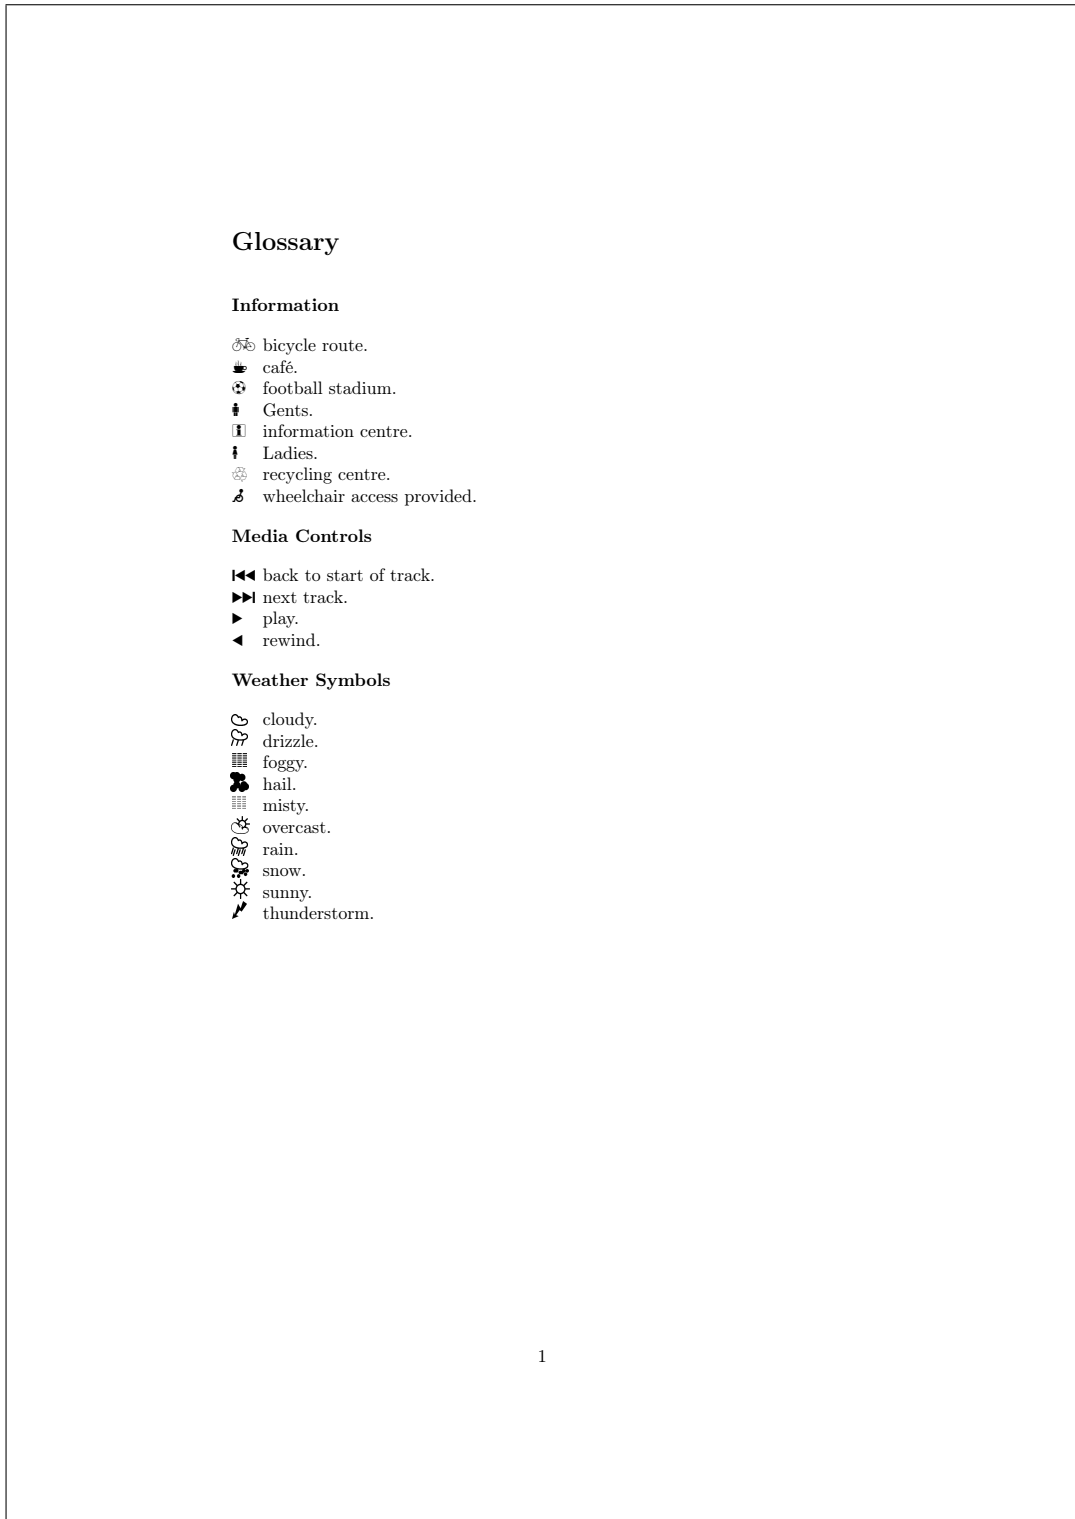 Glossary
Information
bicycle route.
café.
football stadium.
Gents.
information centre.
Ladies.
recycling centre.
wheelchair access provided.
Media Controls
back to start of track.
next track.
play.
rewind.
Weather Symbols
cloudy.
drizzle.
foggy.
hail.
misty.
overcast.
rain.
snow.
sunny.
thunderstorm.
1